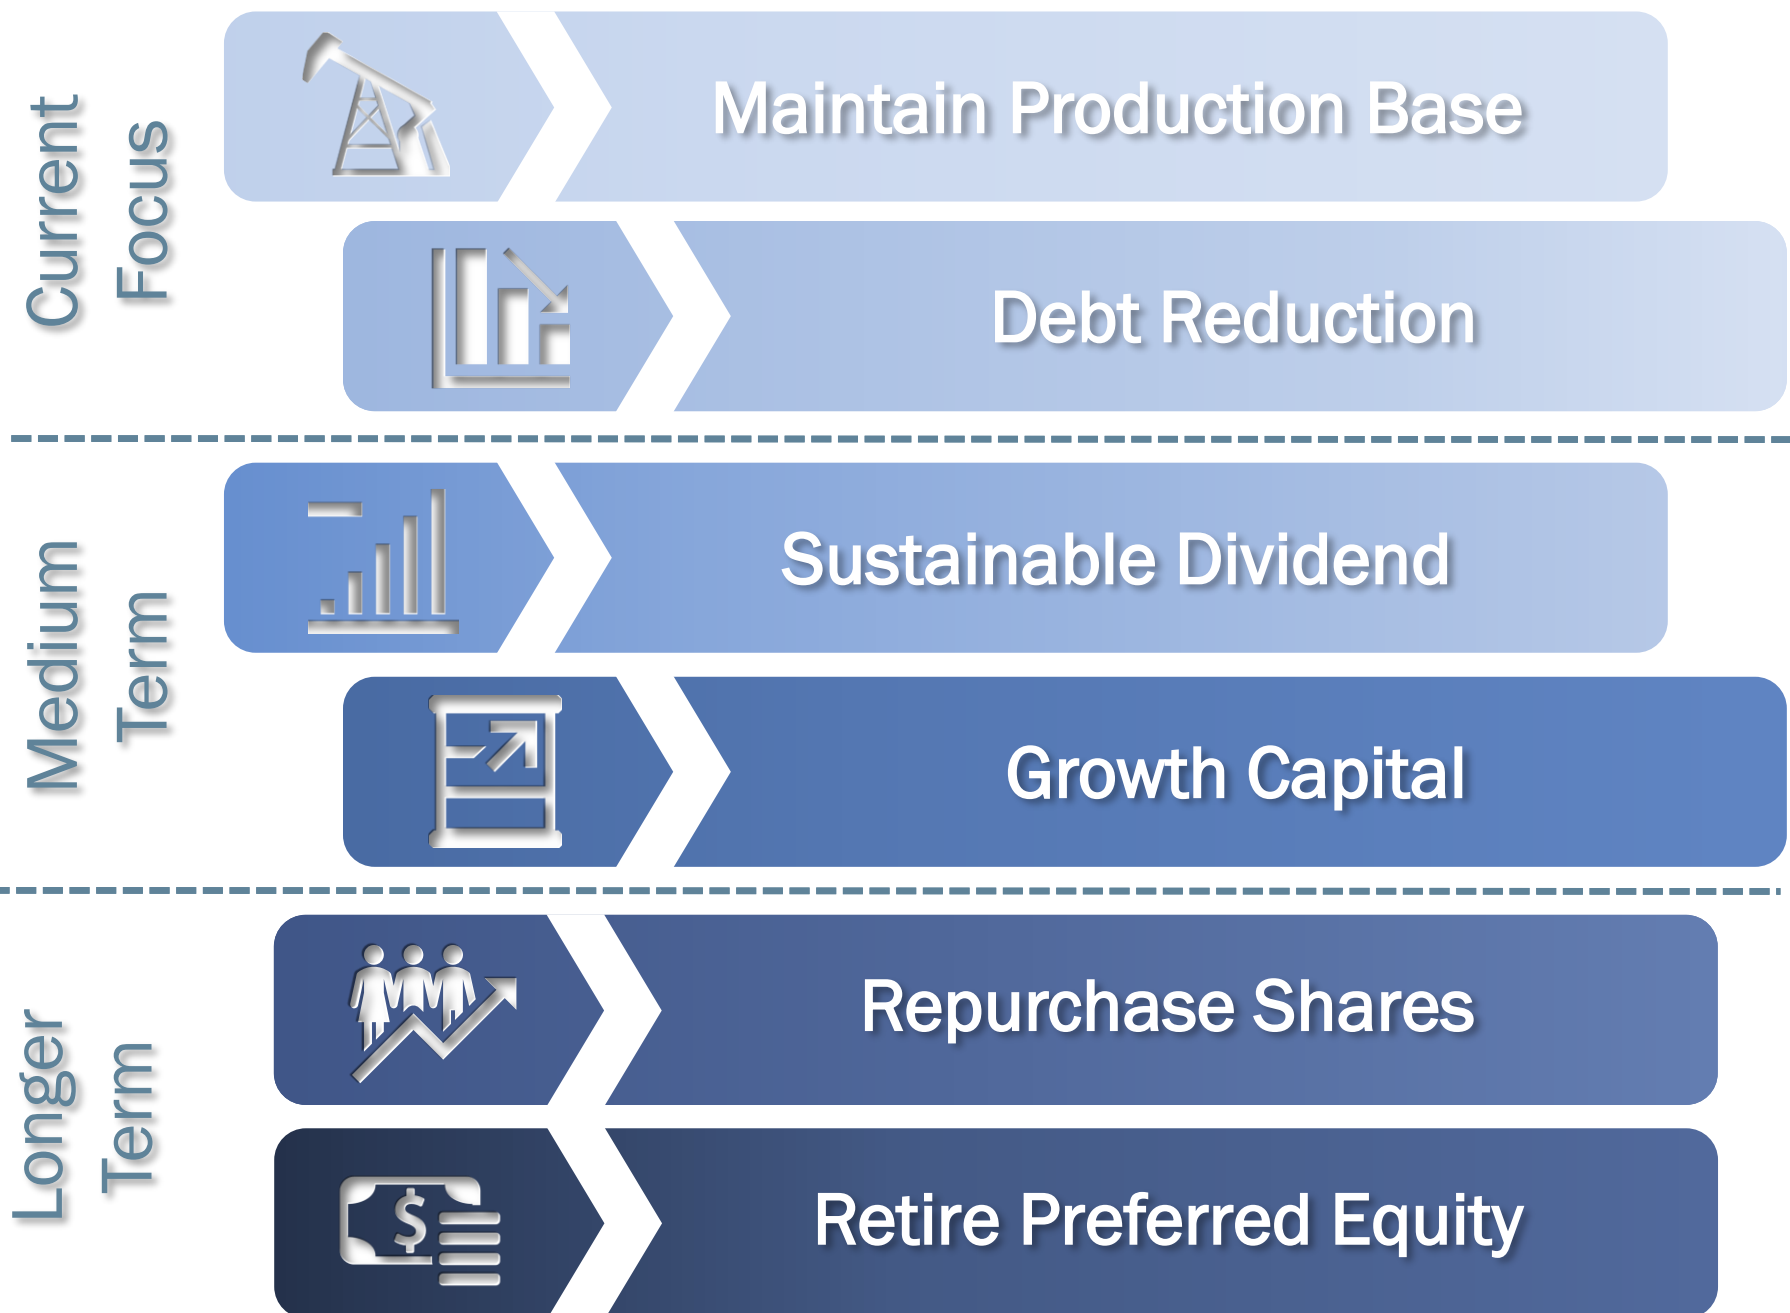 Current
Focus
Maintain Production Base
Debt Reduction
Medium
Term
Sustainable Dividend
Growth Capital
Longer
Term
Repurchase Shares
$
Retire Preferred Equity